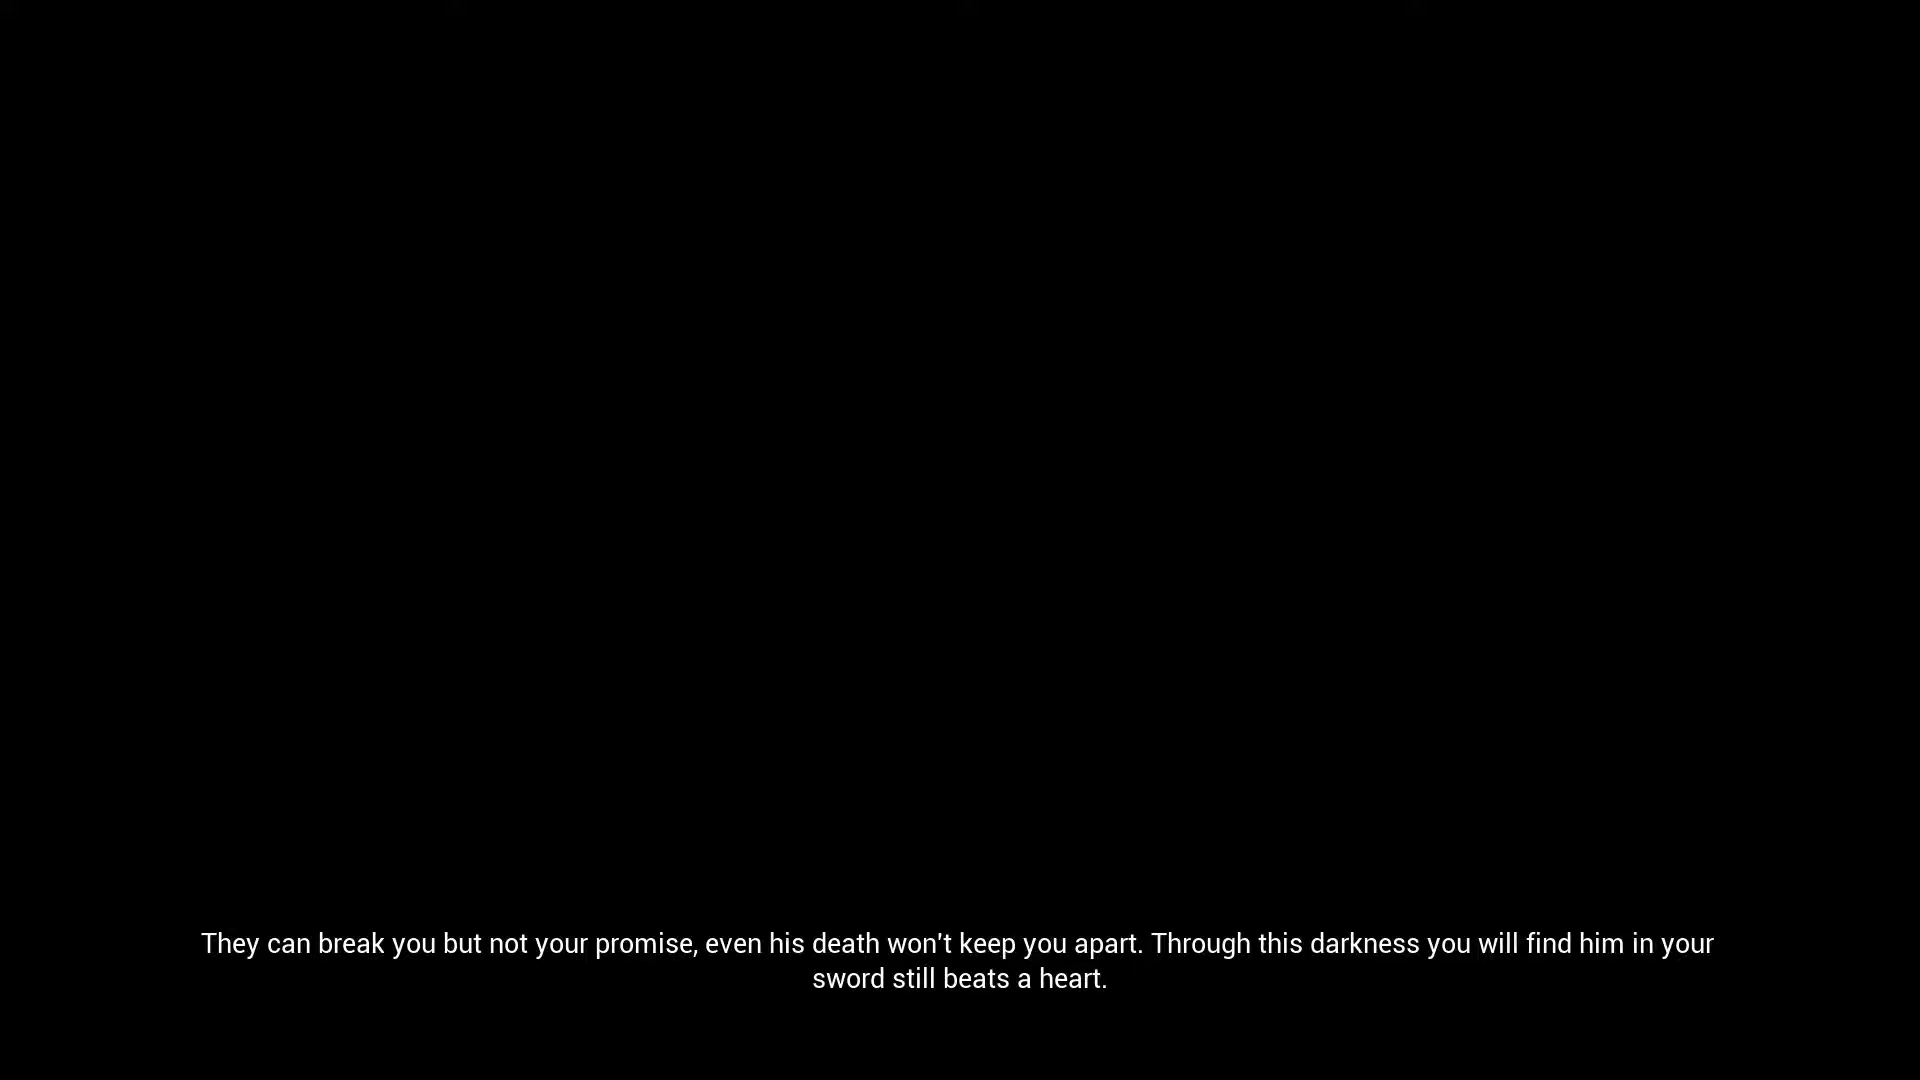 They can break you but not your promise, even his death won't keep you apart. Through this darkness you will find him in your
sword still beats a heart.